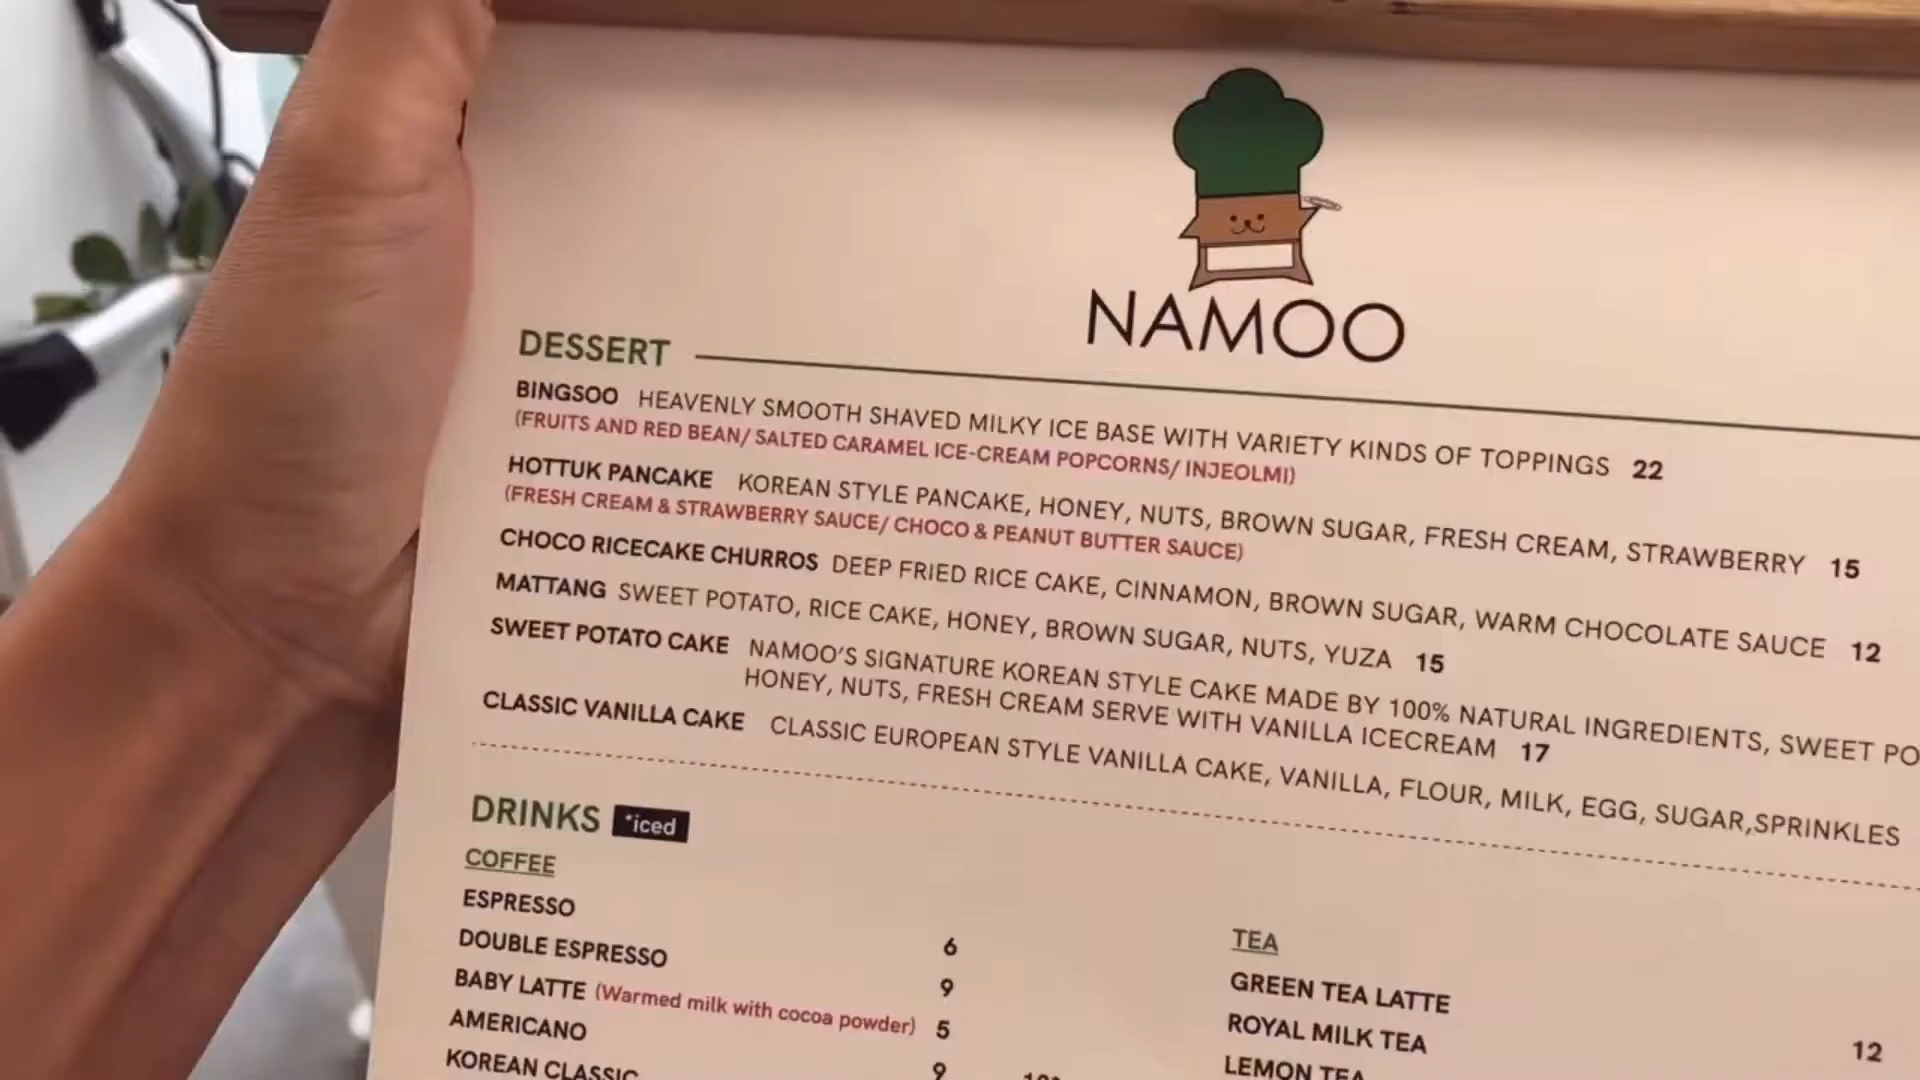 NAMOO
DESSERT
BINGSOO HEAVENLY SMOOTH SHAVED MILKY ICE BASE WITH VARIETY KINDS OF TOPPINGS 22
(FRUITS AND RED BEAN/ SALTED CARAMEL ICE-CREAM POPCORNS/ INJEOLMI)
HOTTUK PANCAKE KOREAN STYLE PANCAKE, HONEY, NUTS, BROWN SUGAR, FRESH CREAM, STRAWBERRY 15
(FRESH CREAM & STRAWBERRY SAUCE/ CHOCO & PEANUT BUTTER SAUCE)
CHOCO RICECAKE CHURROS DEEP FRIED RICE CAKE, CINNAMON, BROWN SUGAR, WARM CHOCOLATE SAUCE 12
MATTANG SWEET POTATO, RICE CAKE, HONEY, BROWN SUGAR, NUTS, YUZA 15
SWEET POTATO CAKE NAMOO'S SIGNATURE KOREAN STYLE CAKE MADE BY 100% NATURAL INGREDIENTS, SWEET PO
HONEY, NUTS, FRESH CREAM SERVE WITH VANILLA ICECREAM 17
CLASSIC VANILLA CAKE CLASSIC EUROPEAN STYLE VANILLA CAKE, VANILLA, FLOUR, MILK, EGG, SUGAR,SPRINKLES
DRINKS *iced
COFFEE
ESPRESSO 6
DOUBLE ESPRESSO 9
BABY LATTE (Warmed milk with cocoa powder) 5
AMERICANO 9
KOREAN CLASSIC
TEA
GREEN TEA LATTE 12
ROYAL MILK TEA
LEMON TEA